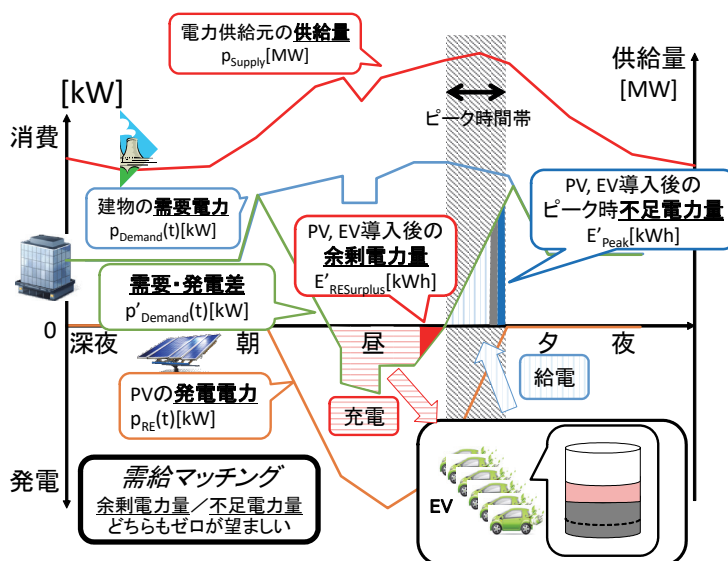 電力供給元の供給量
pSupply[MW]
供給量
[MW]
[kW]
消費
ピーク時間帯
建物の需要電力
pDemand(t)[kW]
PV, EV導入後の
余剰電力量
E'RESurplus[kWh]
PV, EV導入後の
ピーク時不足電力量
E'Peak[kWh]
需要・発電差
p'Demand(t)[kW]
0
深夜
朝
昼
夕
夜
PVの発電電力
pRE(t)[kW]
充電
給電
発電
需給マッチング
余剰電力量／不足電力量
どちらもゼロが望ましい
EV